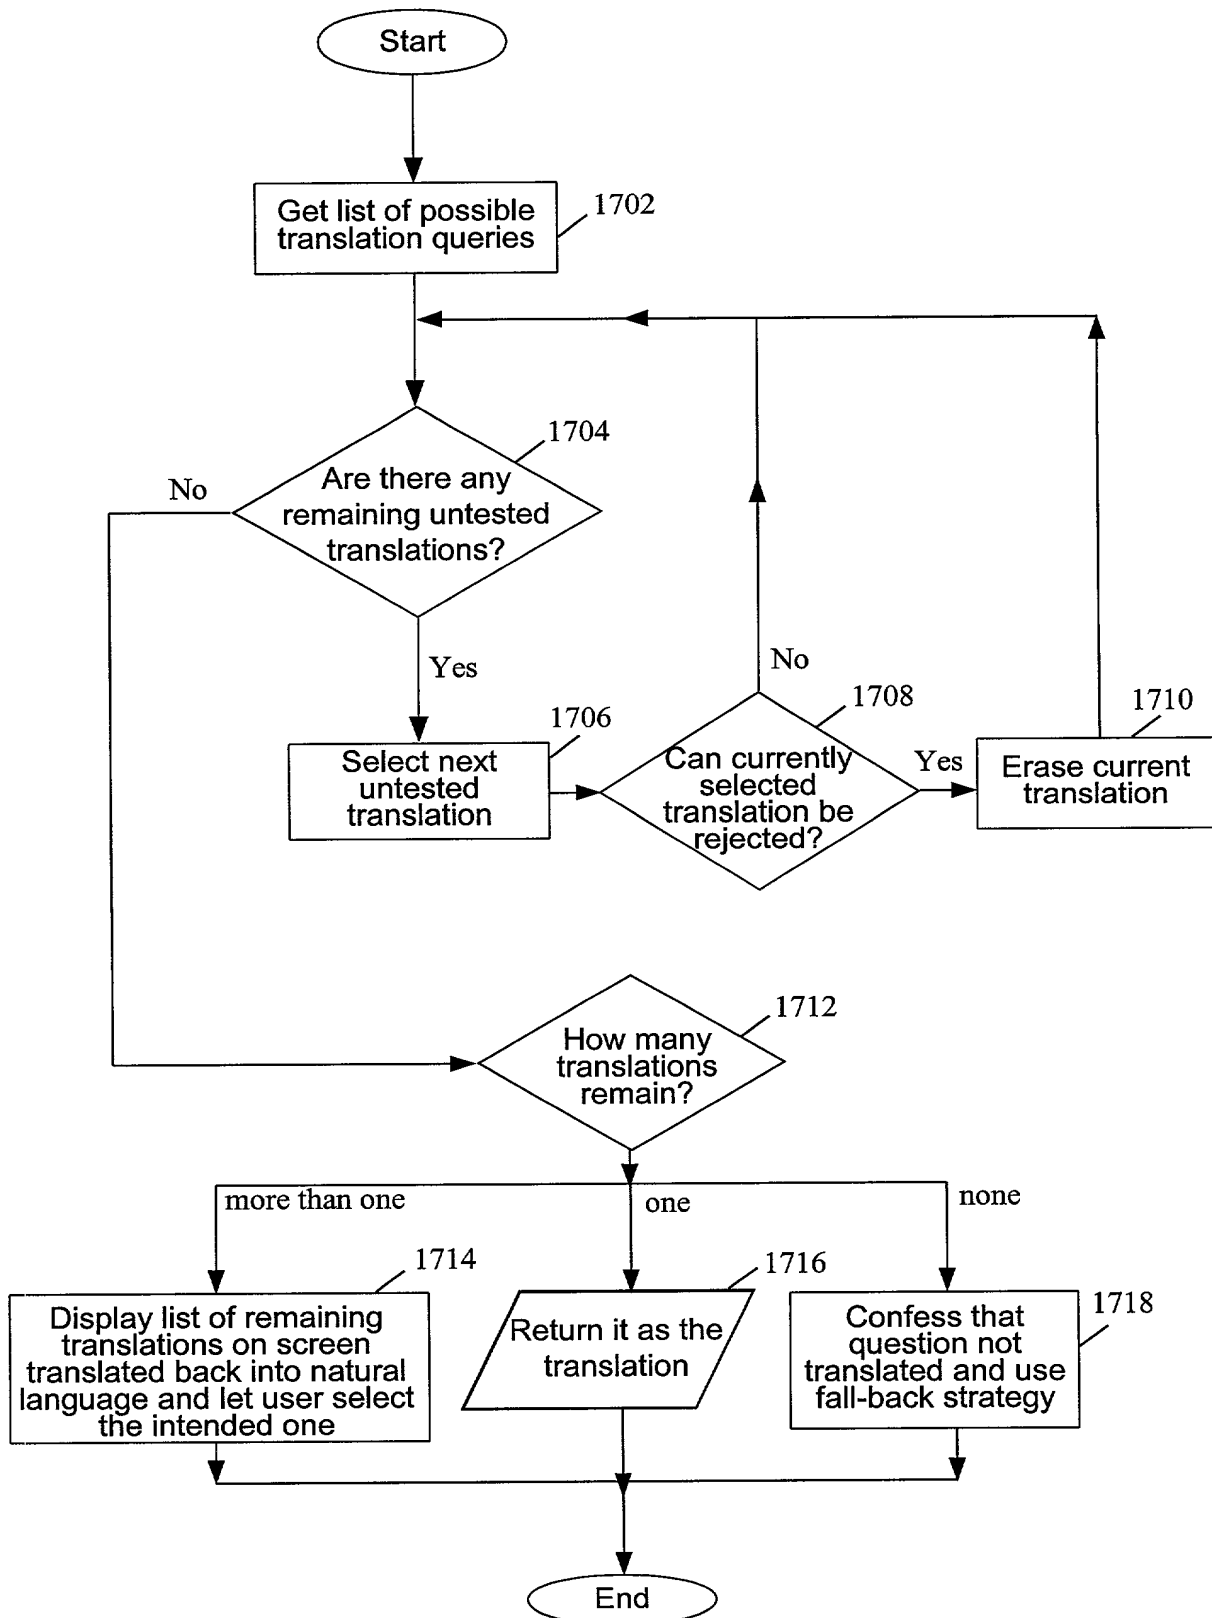 Start
Get list of possible
translation queries
1702
1704
Are there any
remaining untested
translations?
No
Yes
1706
Select next
untested
translation
No
1708
Can currently
selected
translation be
rejected?
Yes
1710
Erase current
translation
1712
How many
translations
remain?
more than one
one
none
1714
Display list of remaining
translations on screen
translated back into natural
language and let user select
the intended one
1716
Return it as the
translation
1718
Confess that
question not
translated and use
fall-back strategy
End